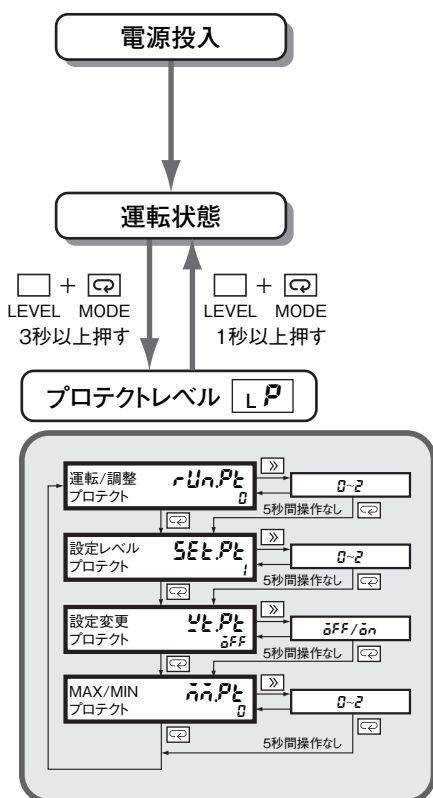 電源投入
運転状態
+
LEVEL MODE
3秒以上押す
+
LEVEL MODE
1秒以上押す
プロテクトレベル LP
運転/調整
プロテクト
rUn.Pt
0
0~2
5秒間操作なし
設定レベル
プロテクト
SEt.Pt
1
0~2
5秒間操作なし
設定変更
プロテクト
oFF
oFF/on
5秒間操作なし
MAX/MIN
プロテクト
0
0~2
5秒間操作なし